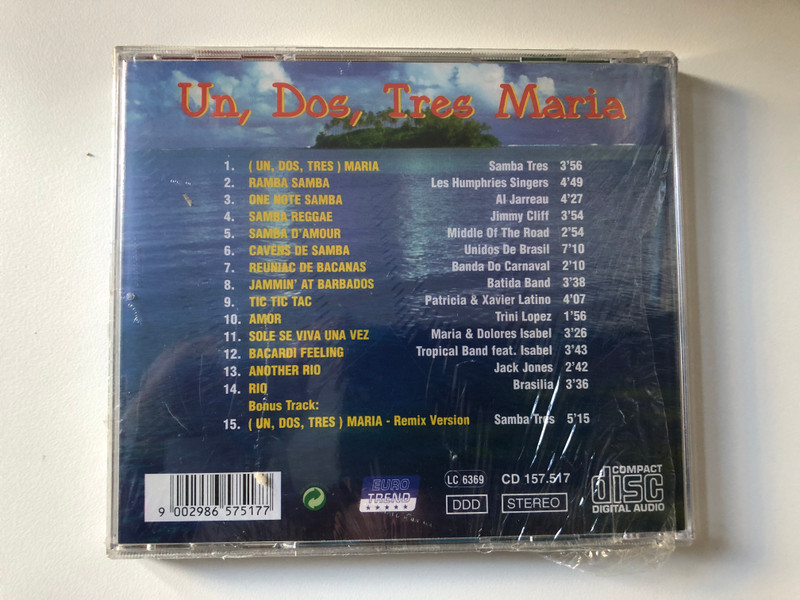 Un, Dos, Tres Maria
1. ( UN, DOS, TRES ) MARIA Samba Tres 3'56
2. RAMBA SAMBA Les Humphries Singers 4'49
3. ONE NOTE SAMBA Al Jarreau 4'27
4. SAMBA REGGAE Jimmy Cliff 3'54
5. SAMBA D'AMOUR Middle Of The Road 2'54
6. CAVENS DE SAMBA Unidos De Brasil 7'10
7. REUNIAC DE BACANAS Banda Do Carnaval 2'10
8. JAMMIN' AT BARBADOS Batida Band 3'38
9. TIC TIC TAC Patricia & Xavier Latino 4'07
10. AMOR Trini Lopez 1'56
11. SOLE SE VIVA UNA VEZ Maria & Dolores Isabel 3'26
12. BACARDI FEELING Tropical Band feat. Isabel 3'43
13. ANOTHER RIO Jack Jones 2'42
14. RIO Brasilia 3'36
Bonus Track:
15. ( UN, DOS, TRES ) MARIA - Remix Version Samba Tres 5'15
9 002986 575177
EURO TREND
LC 6369 CD 157.517
DDD STEREO
COMPACT
disc
DIGITAL AUDIO